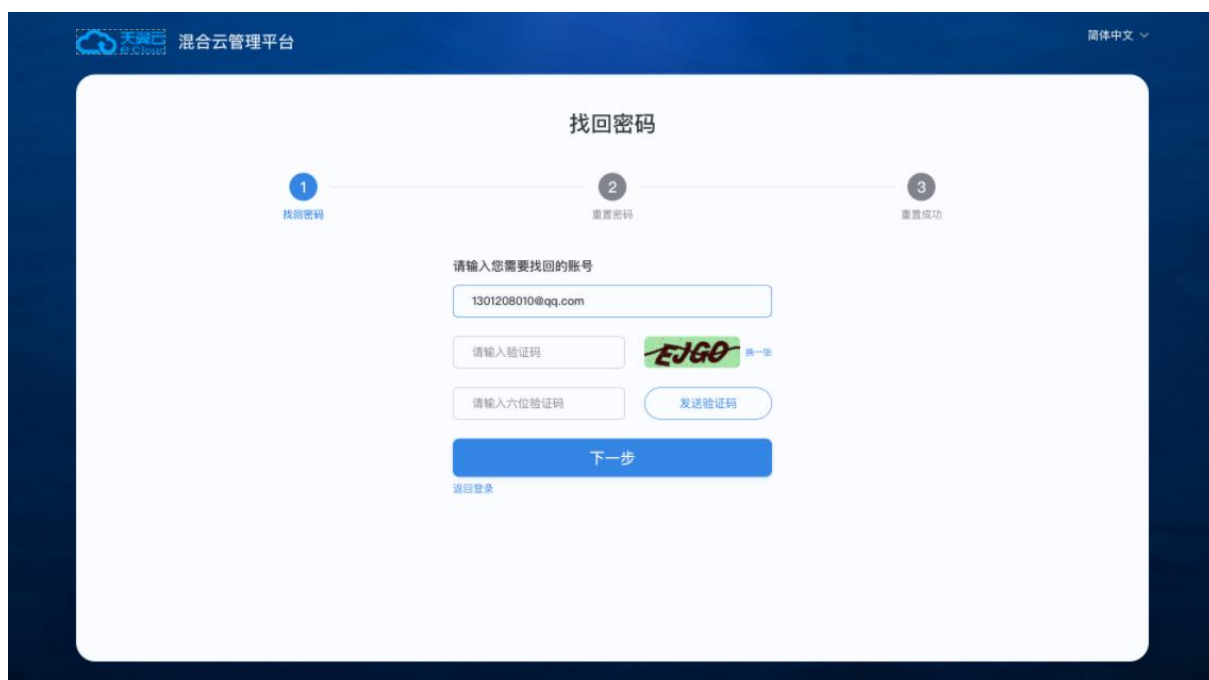 天翼云
e Cloud
混合云管理平台
简体中文
找回密码
1
2
3
找回密码
重置密码
重置成功
请输入您需要找回的账号
1301208010@qq.com
请输入验证码
EJGO
换一张
请输入六位验证码
发送验证码
下一步
返回登录